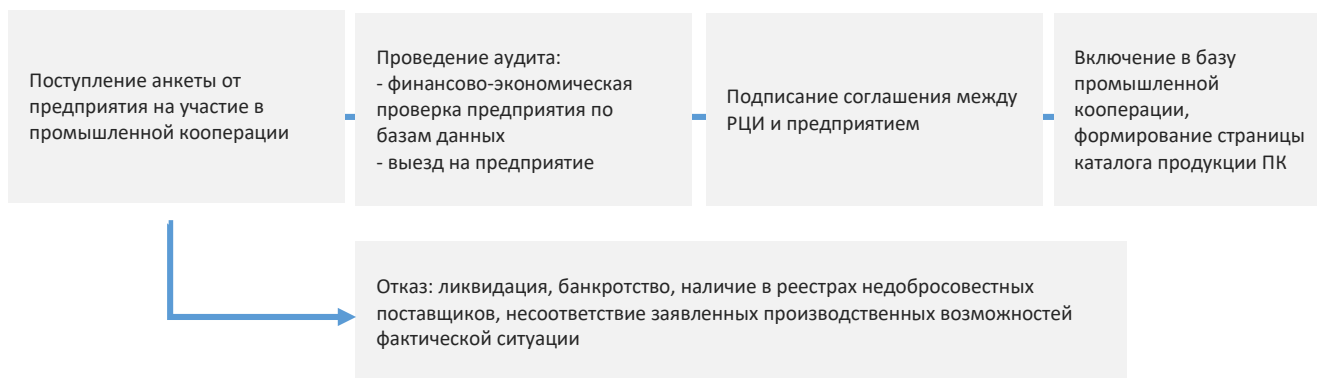 Поступление анкеты от
предприятия на участие в
промышленной кооперации
Проведение аудита:
- финансово-экономическая
проверка предприятия по
базам данных
- выезд на предприятие
Подписание соглашения между
РЦИ и предприятием
Включение в базу
промышленной
кооперации,
формирование страницы
каталога продукции ПК
Отказ: ликвидация, банкротство, наличие в реестрах недобросовестных
поставщиков, несоответствие заявленных производственных возможностей
фактической ситуации